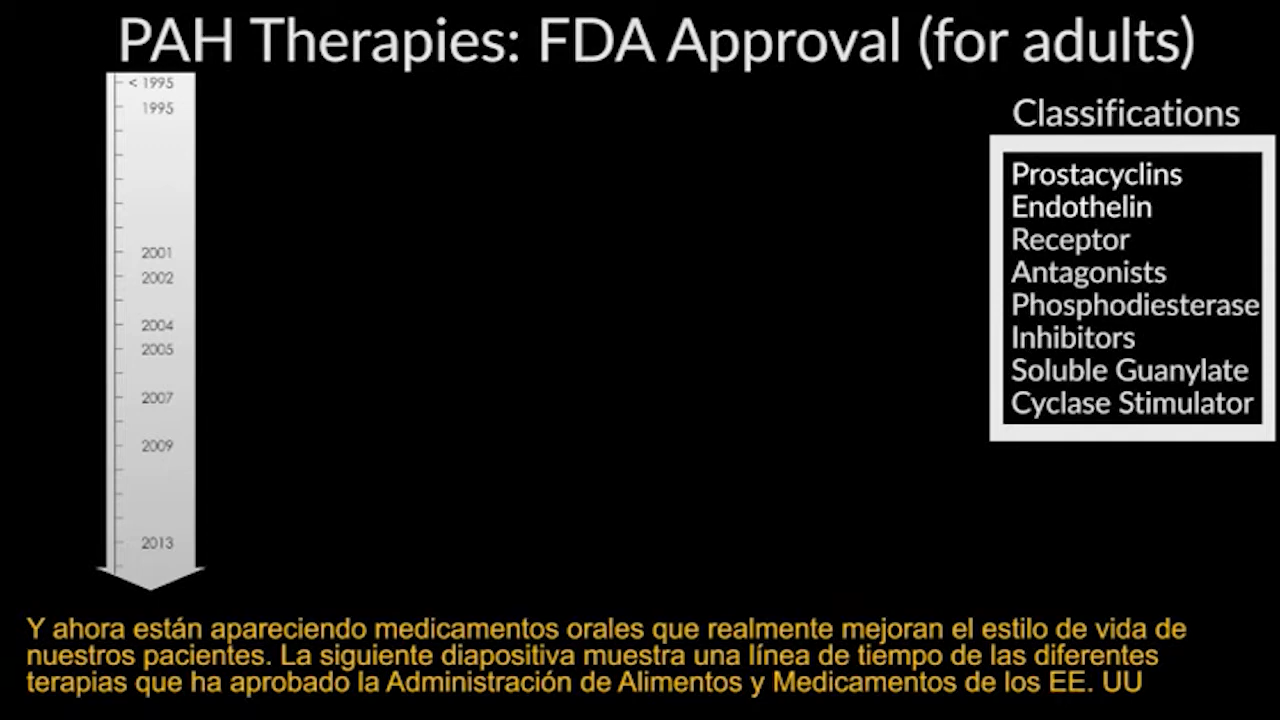 PAH Therapies: FDA Approval (for adults)
< 1995
1995
2001
2002
2004
2005
2007
2009
2013
Classifications
Prostacyclins
Endothelin
Receptor
Antagonists
Phosphodiesterase
Inhibitors
Soluble Guanylate
Cyclase Stimulator
Y ahora están apareciendo medicamentos orales que realmente mejoran el estilo de vida de
nuestros pacientes. La siguiente diapositiva muestra una línea de tiempo de las diferentes
terapias que ha aprobado la Administración de Alimentos y Medicamentos de los EE. UU